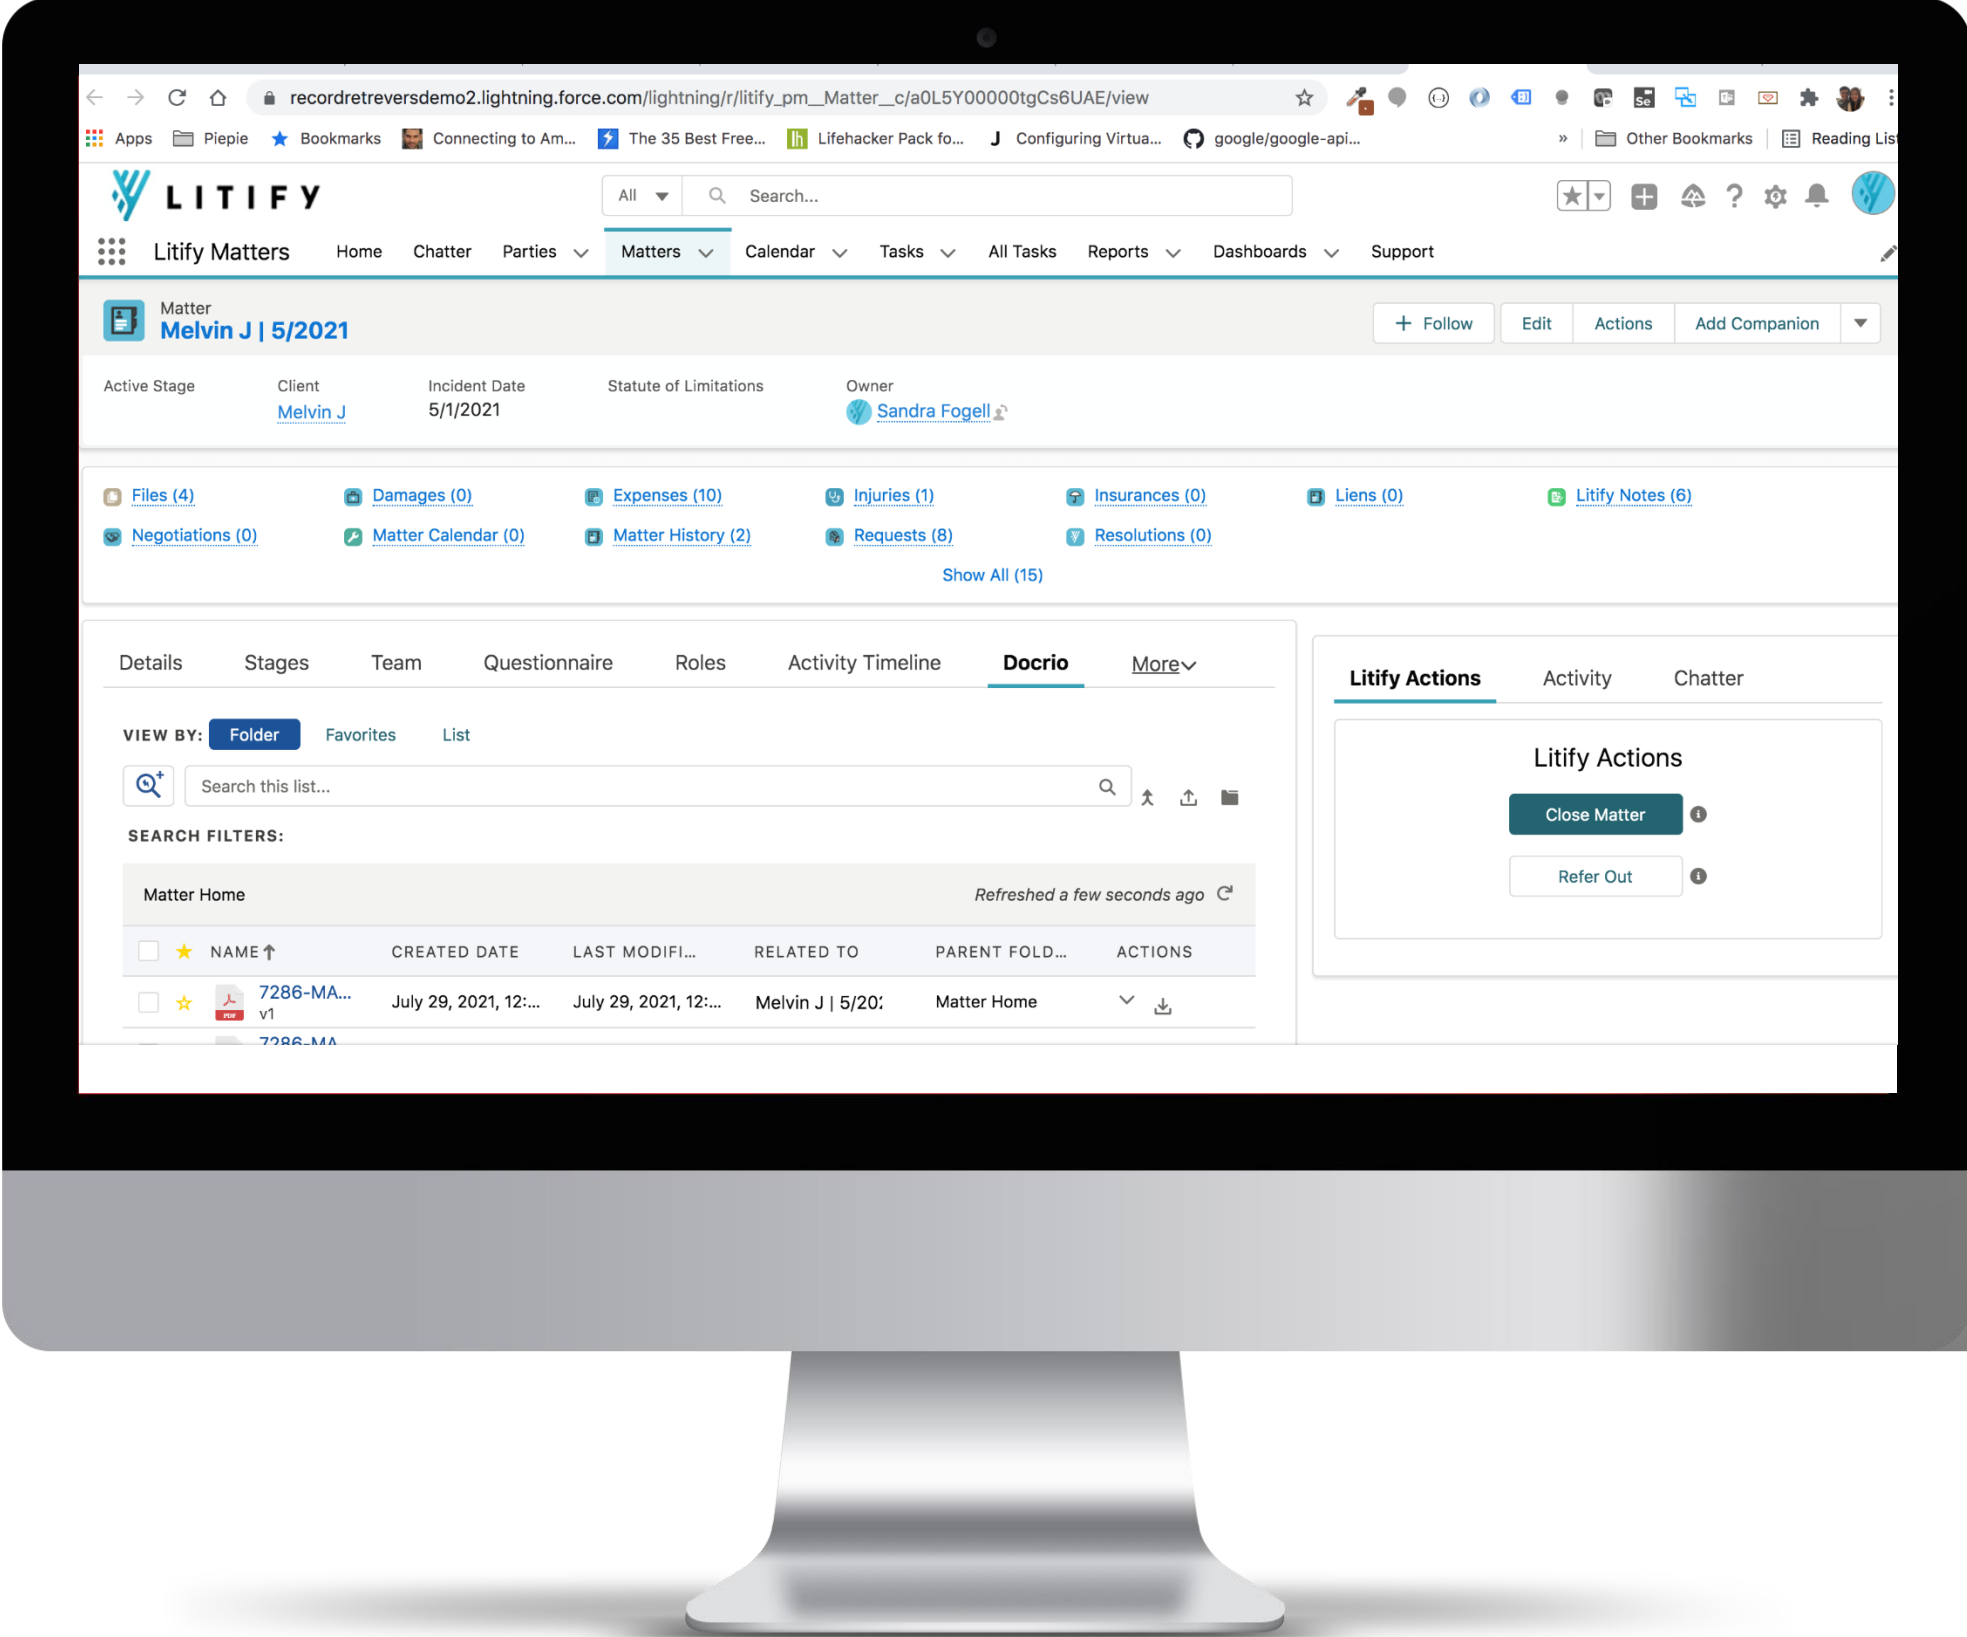 recordretreversdemo2.lightning.force.com/lightning/r/litify_pm__Matter__c/a0L5Y00000tgCs6UAE/view
Apps Piepie Bookmarks Connecting to Am... The 35 Best Free... Lifehacker Pack fo... Configuring Virtua... google/google-api... » Other Bookmarks Reading List
LITIFY
All Search...
Litify Matters Home Chatter Parties Matters Calendar Tasks All Tasks Reports Dashboards Support
Matter
Melvin J | 5/2021
+ Follow Edit Actions Add Companion
Active Stage Client Incident Date Statute of Limitations Owner
Melvin J 5/1/2021 Sandra Fogell
Files (4) Damages (0) Expenses (10) Injuries (1) Insurances (0) Liens (0) Litify Notes (6)
Negotiations (0) Matter Calendar (0) Matter History (2) Requests (8) Resolutions (0)
Show All (15)
Details Stages Team Questionnaire Roles Activity Timeline Docrio More
VIEW BY: Folder Favorites List
Search this list...
SEARCH FILTERS:
Matter Home Refreshed a few seconds ago
NAME CREATED DATE LAST MODIFI... RELATED TO PARENT FOLD... ACTIONS
PDF 7286-MA... July 29, 2021, 12:... July 29, 2021, 12:... Melvin J | 5/202 Matter Home
v1
7286-MA
Litify Actions Activity Chatter
Litify Actions
Close Matter
Refer Out